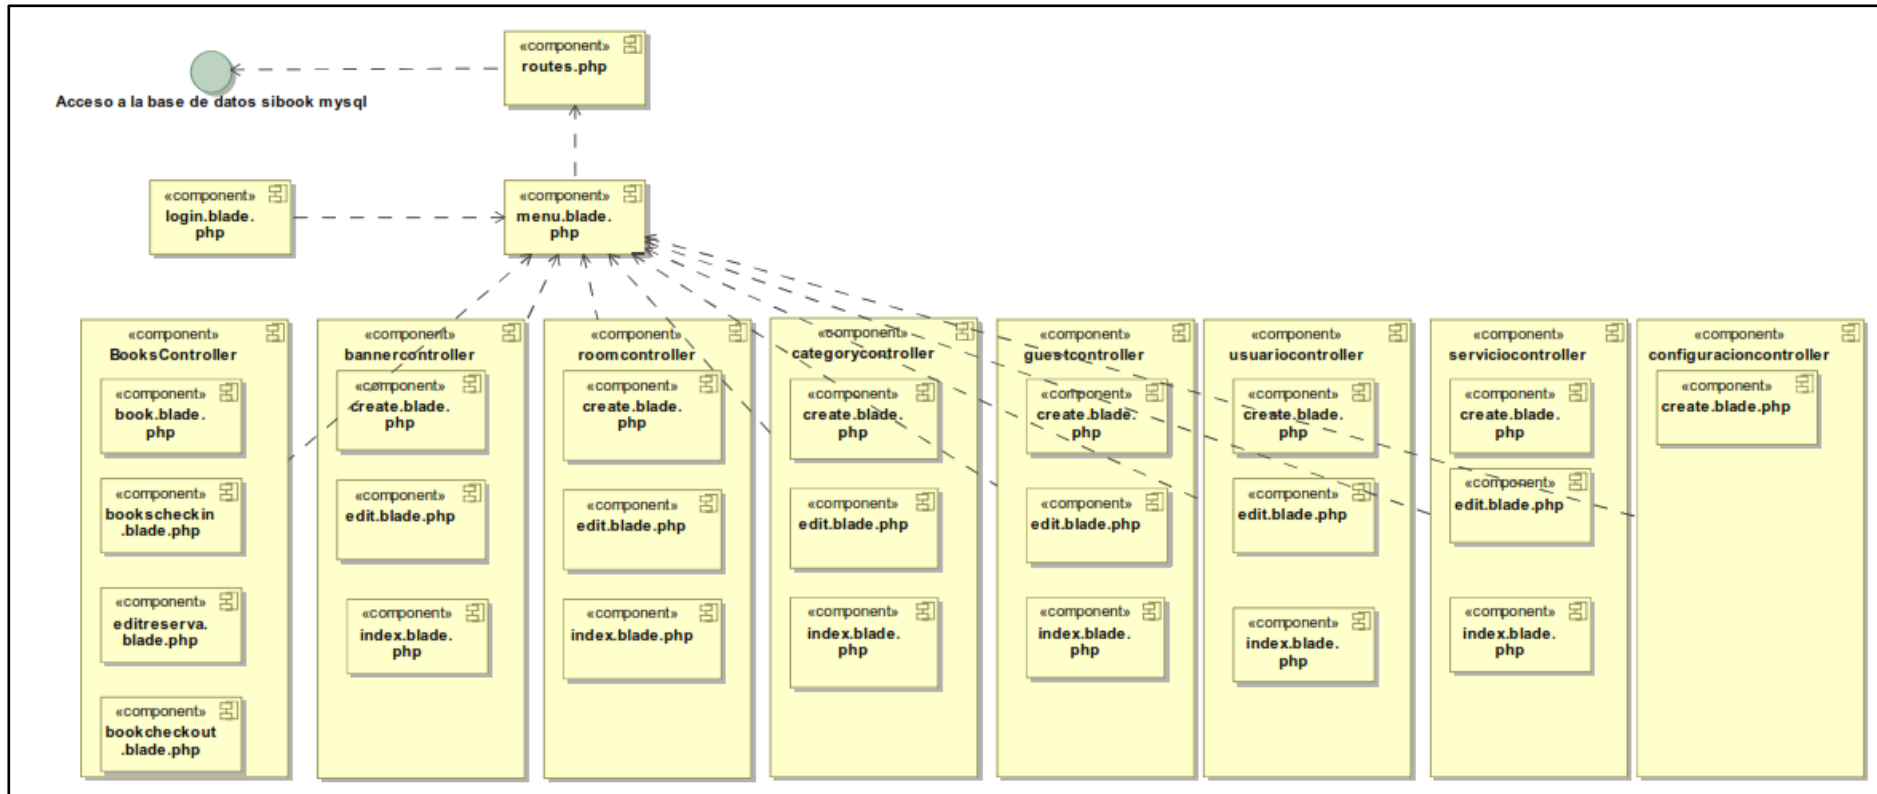 «component»
routes.php
Acceso a la base de datos sibook mysql
«component»
login.blade.
php
«component»
menu.blade.
php
«component»
BooksController
«component»
book.blade.
php
«component»
bookscheckin
.blade.php
«component»
editreserva.
blade.php
«component»
bookcheckout
.blade.php
«component»
bannercontroller
«component»
create.blade.
php
«component»
edit.blade.php
«component»
index.blade.
php
«component»
roomcontroller
«component»
create.blade.
php
«component»
edit.blade.php
«component»
index.blade.php
«component»
categorycontroller
«component»
create.blade.
php
«component»
edit.blade.php
«component»
index.blade.
php
«component»
guestcontroller
«component»
create.blade.
php
«component»
edit.blade.php
«component»
index.blade.
php
«component»
usuariocontroller
«component»
create.blade.
php
«component»
edit.blade.php
«component»
index.blade.
php
«component»
serviciocontroller
«component»
create.blade.
php
«component»
edit.blade.php
«component»
index.blade.
php
«component»
configuracioncontroller
«component»
create.blade.php